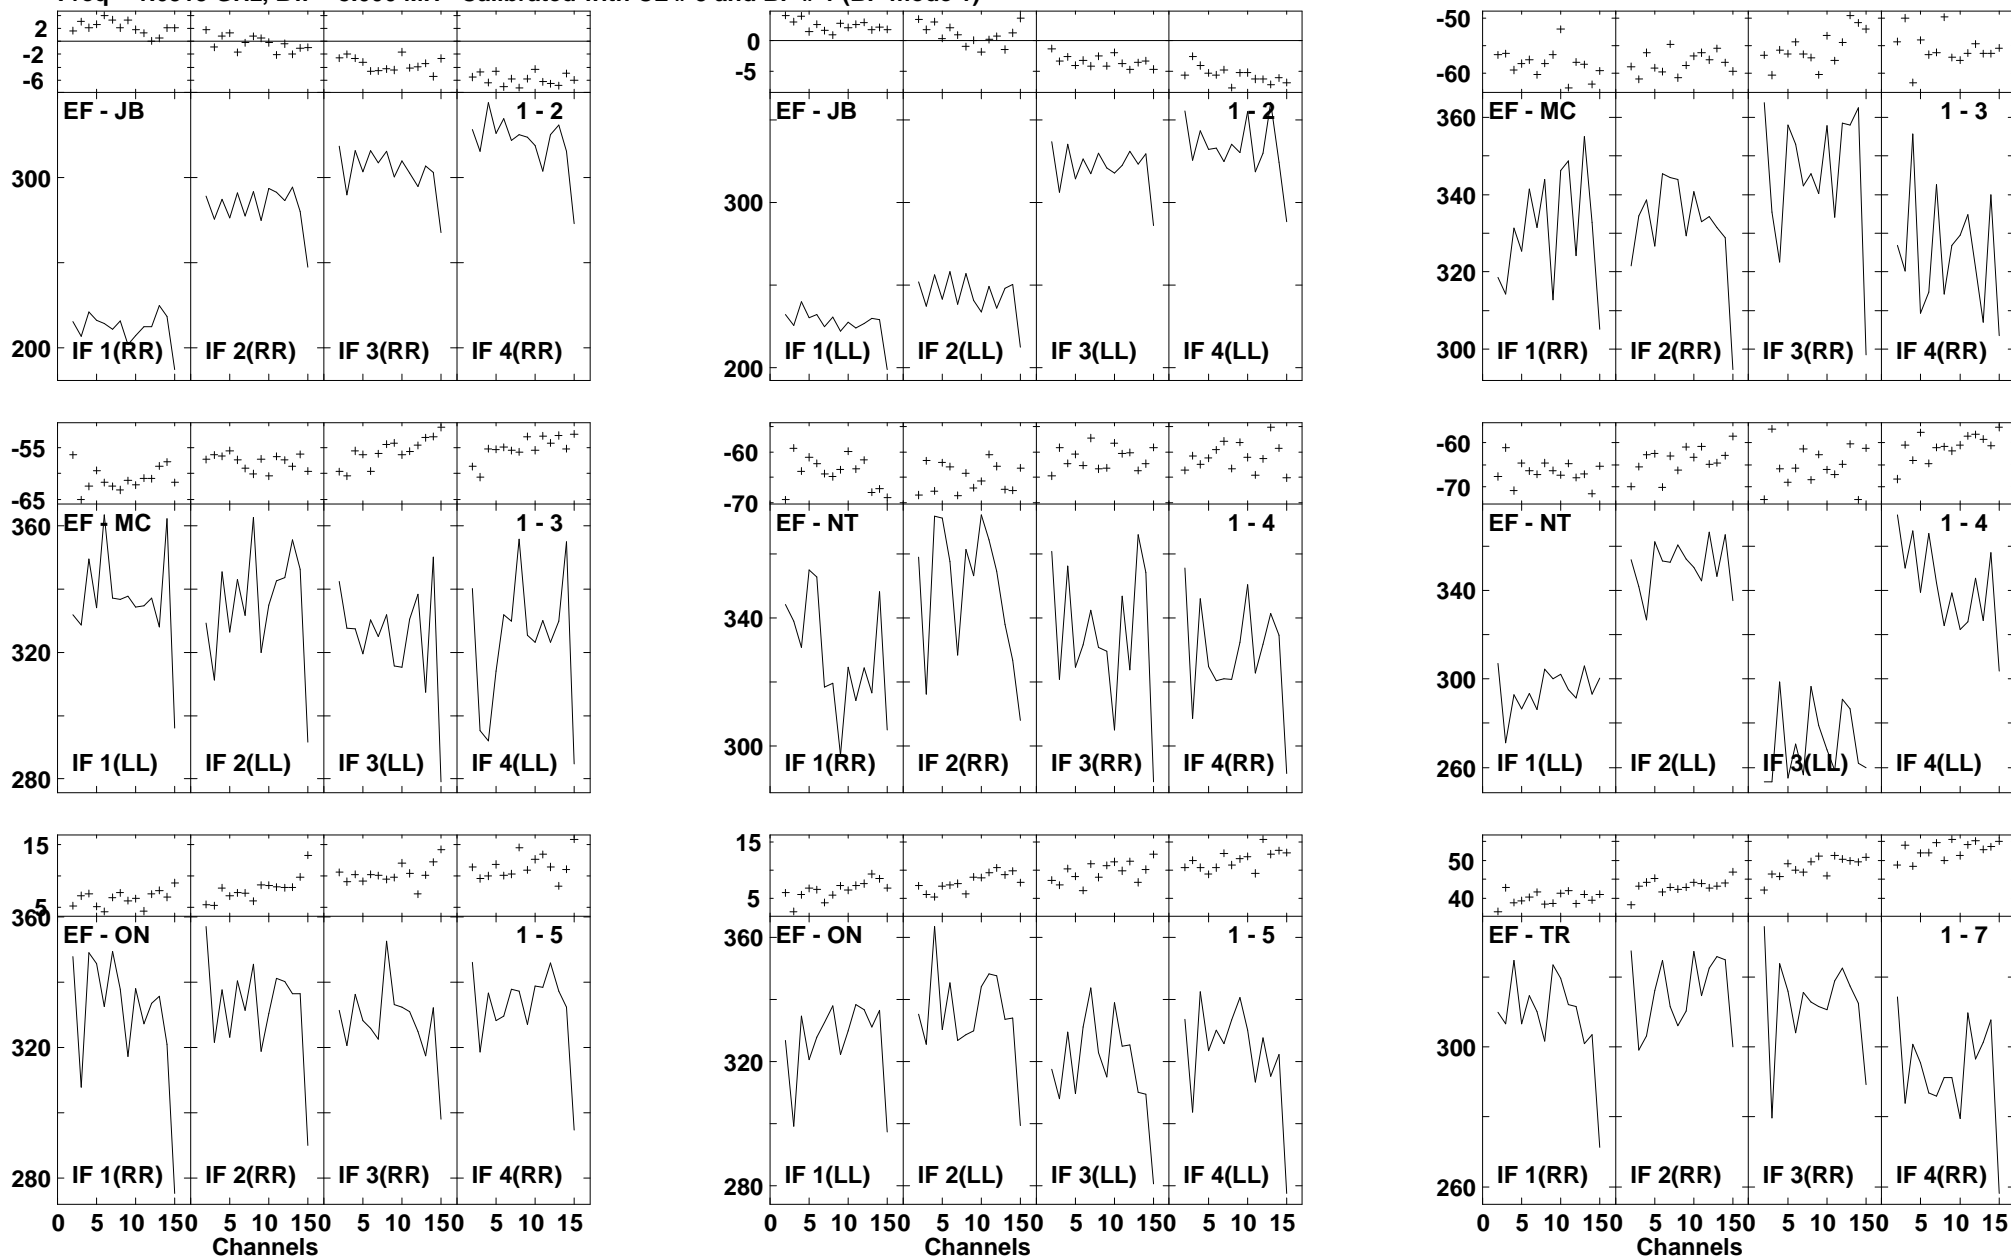 2 0 -50
-2 -5 -60
-6
EF - JB 1 - 2 EF - JB 1 - 2 EF - MC 1 - 3
360
300 300 340
320
200 200 300
IF 1(RR) IF 2(RR) IF 3(RR) IF 4(RR) IF 1(LL) IF 2(LL) IF 3(LL) IF 4(LL) IF 1(RR) IF 2(RR) IF 3(RR) IF 4(RR)
-55 -60 -60
-65 -70 -70
EF - MC 1 - 3 EF - NT 1 - 4 EF - NT 1 - 4
360 340 340
320 300 300
280 260
IF 1(LL) IF 2(LL) IF 3(LL) IF 4(LL) IF 1(RR) IF 2(RR) IF 3(RR) IF 4(RR) IF 1(LL) IF 2(LL) IF 3(LL) IF 4(LL)
15 15 50
5 5 40
EF - ON 1 - 5 EF - ON 1 - 5 EF - TR 1 - 7
360 360
320 320 300
280 280 260
IF 1(RR) IF 2(RR) IF 3(RR) IF 4(RR) IF 1(LL) IF 2(LL) IF 3(LL) IF 4(LL) IF 1(RR) IF 2(RR) IF 3(RR) IF 4(RR)
0 5 10 150 5 10 150 5 10 150 5 10 15 0 5 10 150 5 10 150 5 10 150 5 10 15 0 5 10 150 5 10 150 5 10 150 5 10 15
Channels Channels Channels